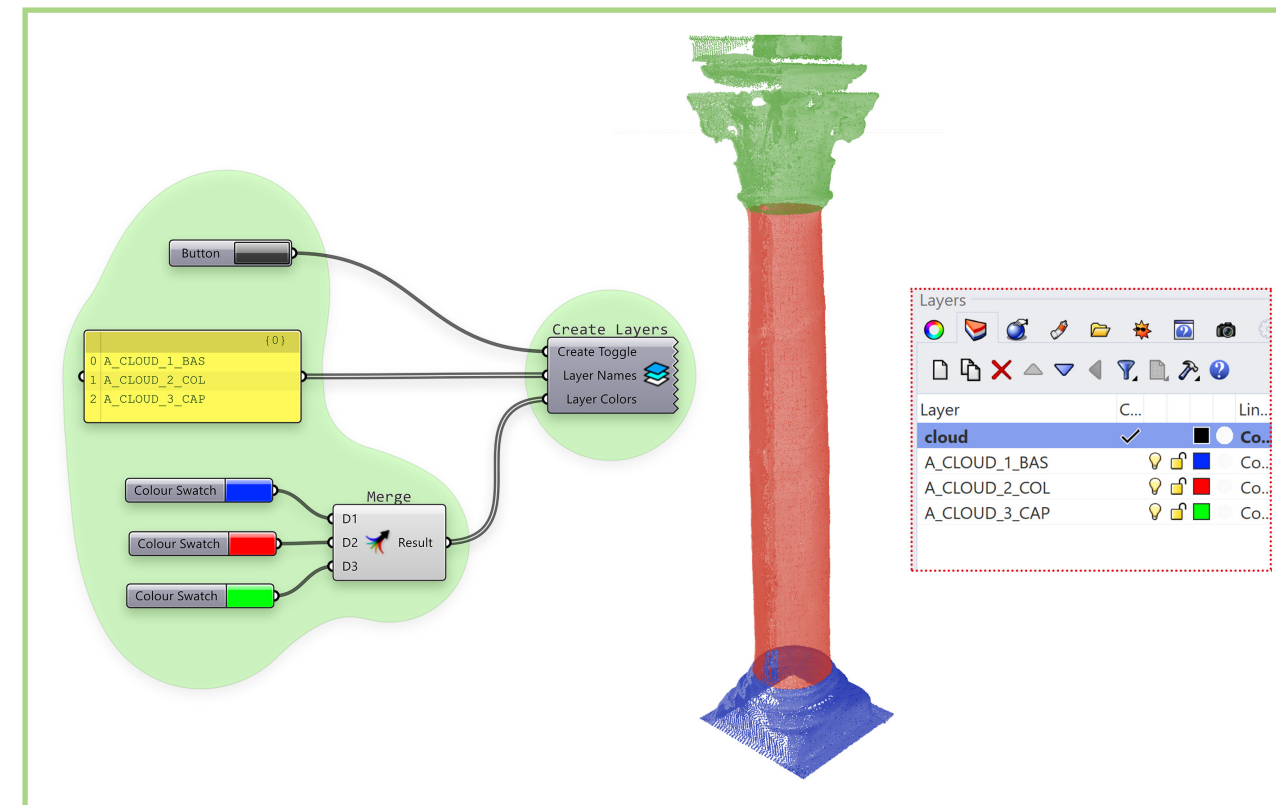 Button
{0}
0 A_CLOUD_1_BAS
1 A_CLOUD_2_COL
2 A_CLOUD_3_CAP
Colour Swatch
Colour Swatch
Colour Swatch
Merge
D1
D2 Result
D3
Create Layers
Create Toggle
Layer Names
Layer Colors
Layers
Layer C... Lin...
cloud Co...
A_CLOUD_1_BAS Co...
A_CLOUD_2_COL Co...
A_CLOUD_3_CAP Co...